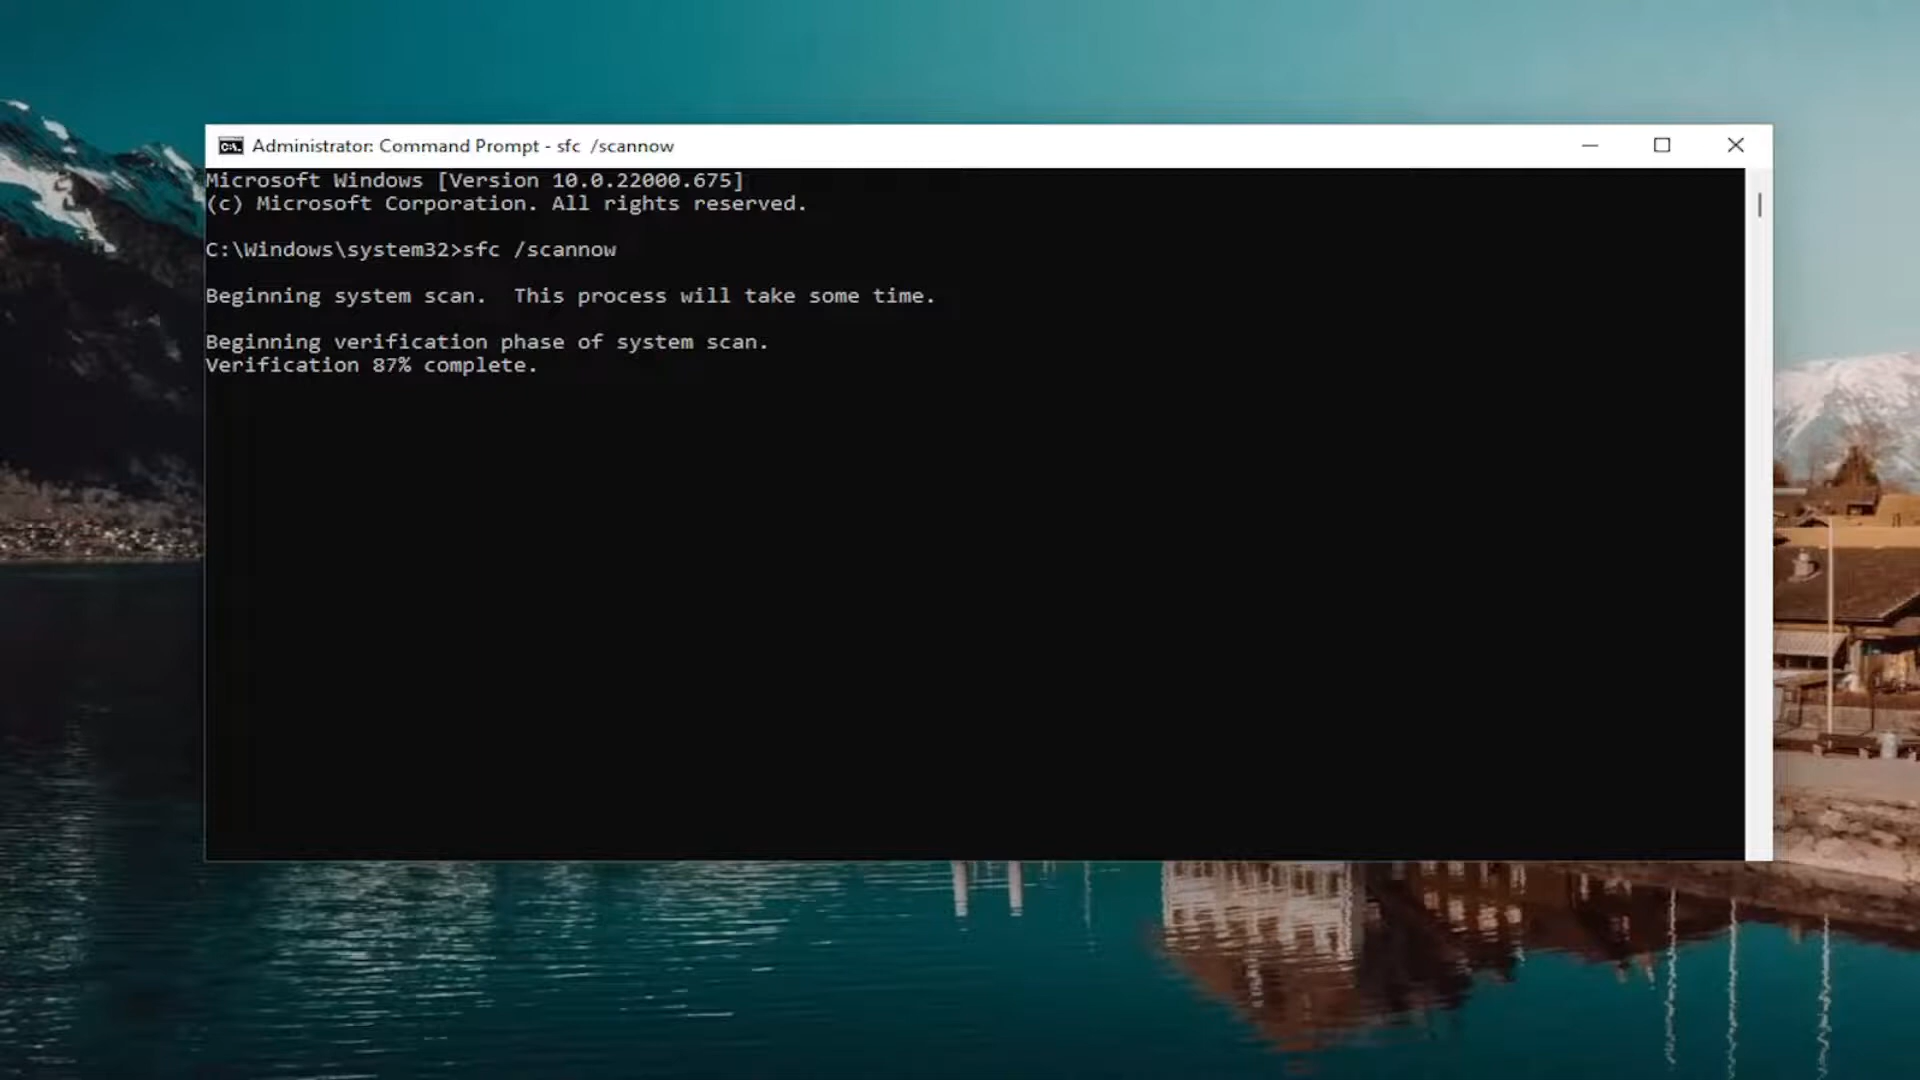 Administrator: Command Prompt - sfc  /scannow
Microsoft Windows [Version 10.0.22000.675]
(c) Microsoft Corporation. All rights reserved.
C:\Windows\system32>sfc /scannow
Beginning system scan.  This process will take some time.
Beginning verification phase of system scan.
Verification 87% complete.